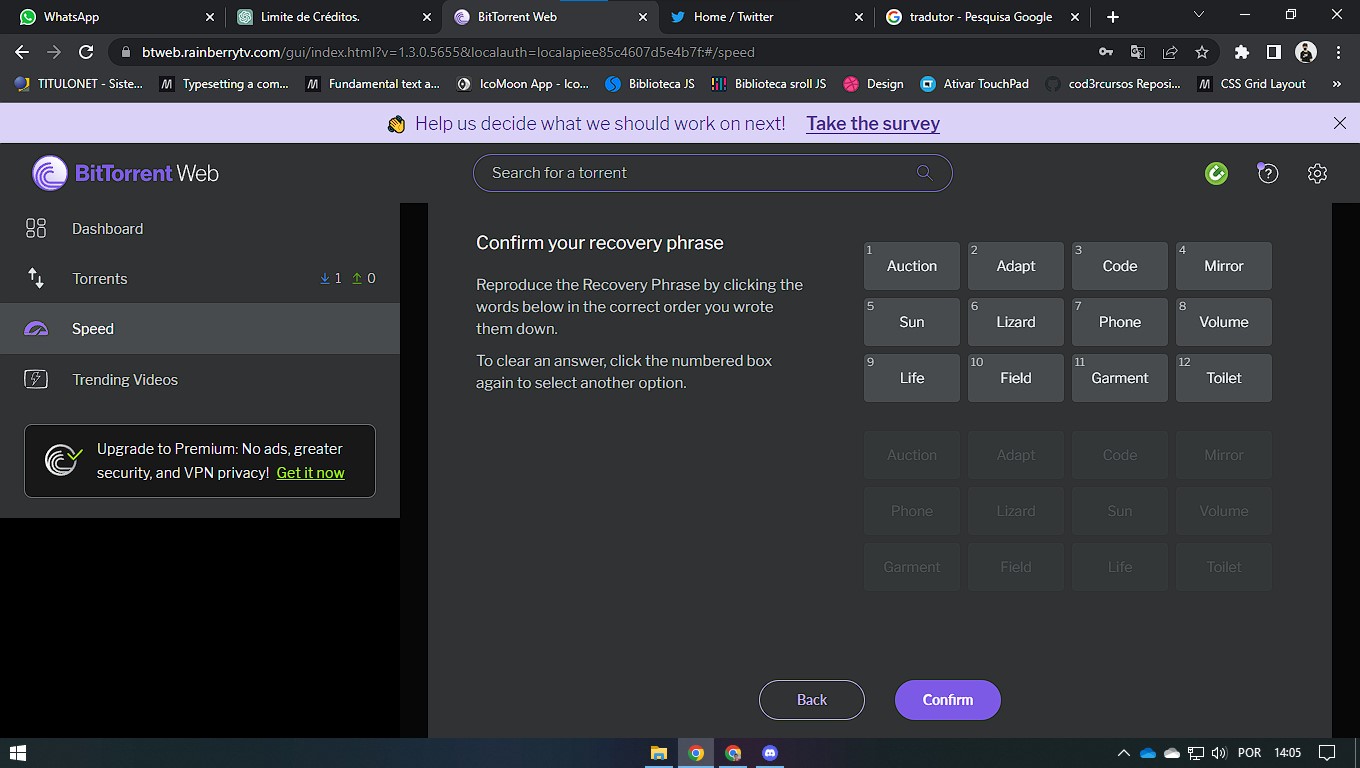 WhatsApp
Limite de Créditos.
BitTorrent Web
Home / Twitter
tradutor - Pesquisa Google
btweb.rainberrytv.com/gui/index.html?v=1.3.0.5655&localauth=localapiee85c4607d5e4b7f:#/speed
TITULONET - Siste...
Typesetting a com...
Fundamental text a...
IcoMoon App - Ico...
Biblioteca JS
Biblioteca sroll JS
Design
Ativar TouchPad
cod3rcursos Reposi...
CSS Grid Layout
»
Help us decide what we should work on next! Take the survey
BitTorrent Web
Search for a torrent
Dashboard
Torrents 1 0
Speed
Trending Videos
Upgrade to Premium: No ads, greater
security, and VPN privacy! Get it now
Confirm your recovery phrase
Reproduce the Recovery Phrase by clicking the
words below in the correct order you wrote
them down.
To clear an answer, click the numbered box
again to select another option.
1 Auction 2 Adapt 3 Code 4 Mirror
5 Sun 6 Lizard 7 Phone 8 Volume
9 Life 10 Field 11 Garment 12 Toilet
Auction Adapt Code Mirror
Phone Lizard Sun Volume
Garment Field Life Toilet
Back Confirm
POR 14:05